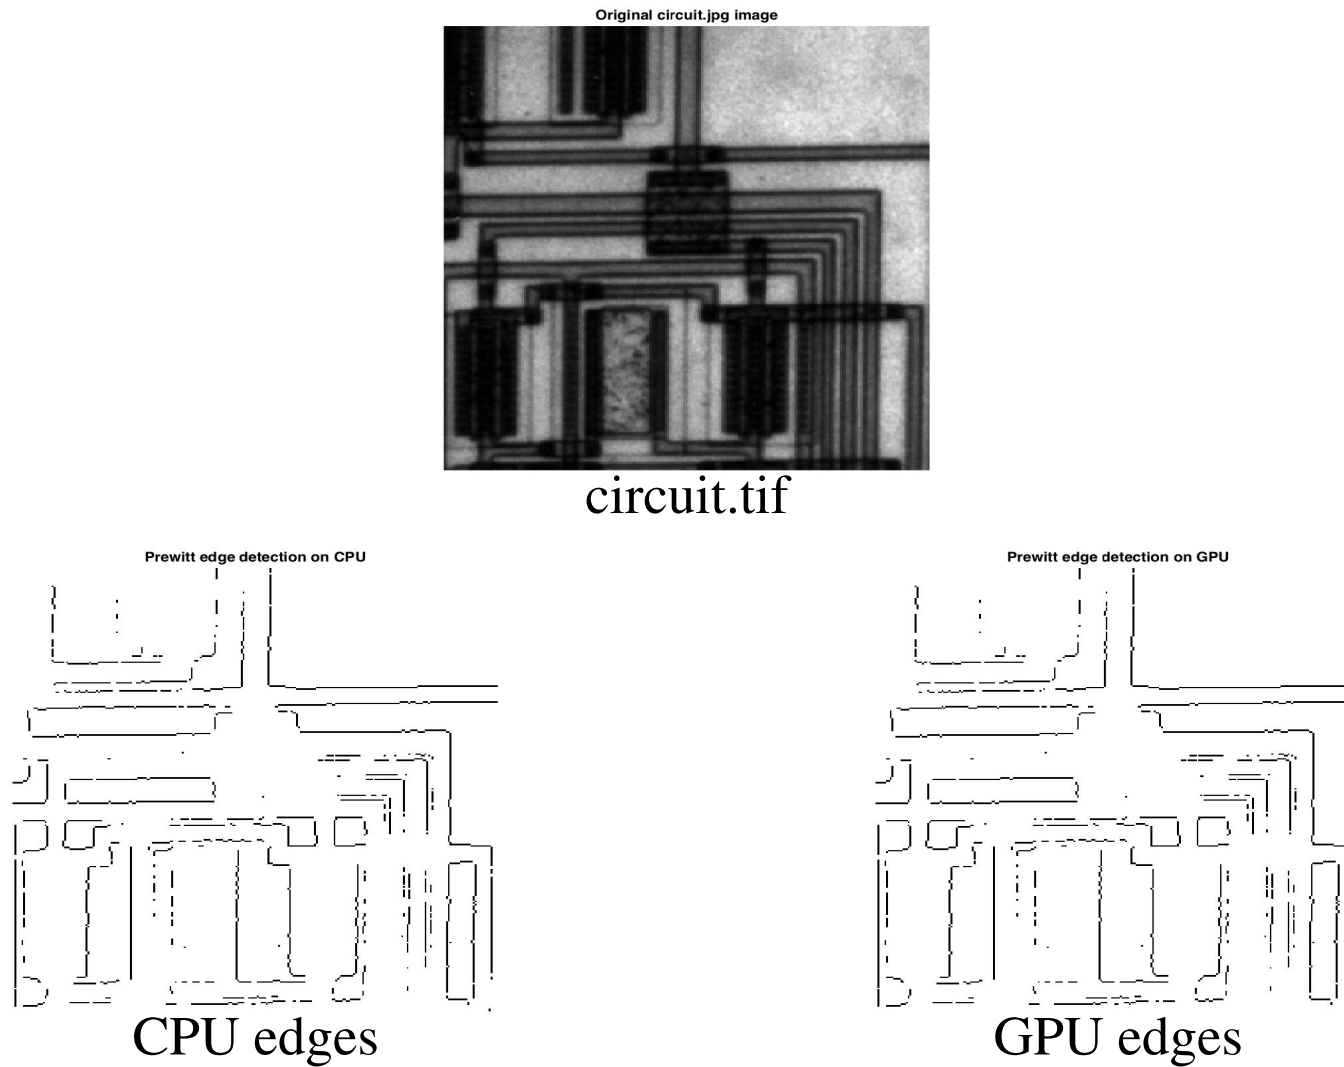 Original circuit.jpg image
circuit.tif
Prewitt edge detection on CPU
Prewitt edge detection on GPU
CPU edges
GPU edges